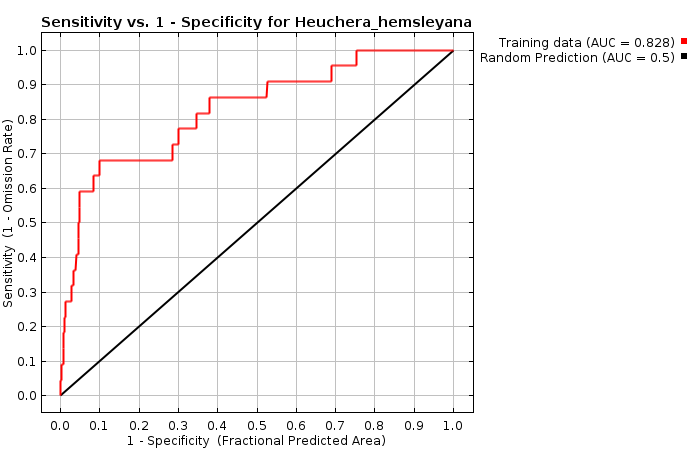 Sensitivity vs. 1 - Specificity for Heuchera_hemsleyana
Training data (AUC = 0.828)
Random Prediction (AUC = 0.5)
Sensitivity (1 - Omission Rate)
1.0
0.9
0.8
0.7
0.6
0.5
0.4
0.3
0.2
0.1
0.0
0.0 0.1 0.2 0.3 0.4 0.5 0.6 0.7 0.8 0.9 1.0
1 - Specificity (Fractional Predicted Area)